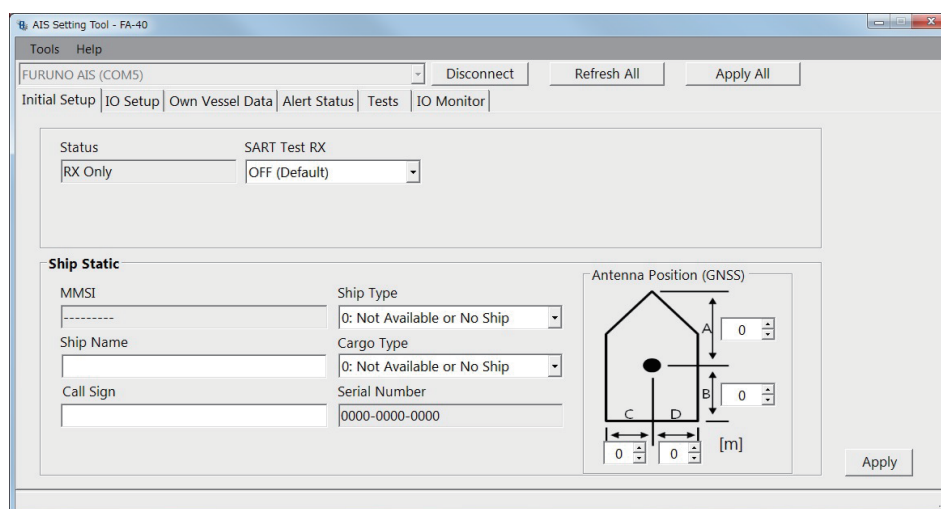 AIS Setting Tool - FA-40
Tools Help
FURUNO AIS (COM5) Disconnect Refresh All Apply All
Initial Setup IO Setup Own Vessel Data Alert Status Tests IO Monitor
Status SART Test RX
RX Only OFF (Default)
Ship Static
Antenna Position (GNSS)
MMSI Ship Type
--------- 0: Not Available or No Ship
A 0
Ship Name Cargo Type
0: Not Available or No Ship
Call Sign Serial Number
B 0
0000-0000-0000
C D
0 0 [m]
Apply